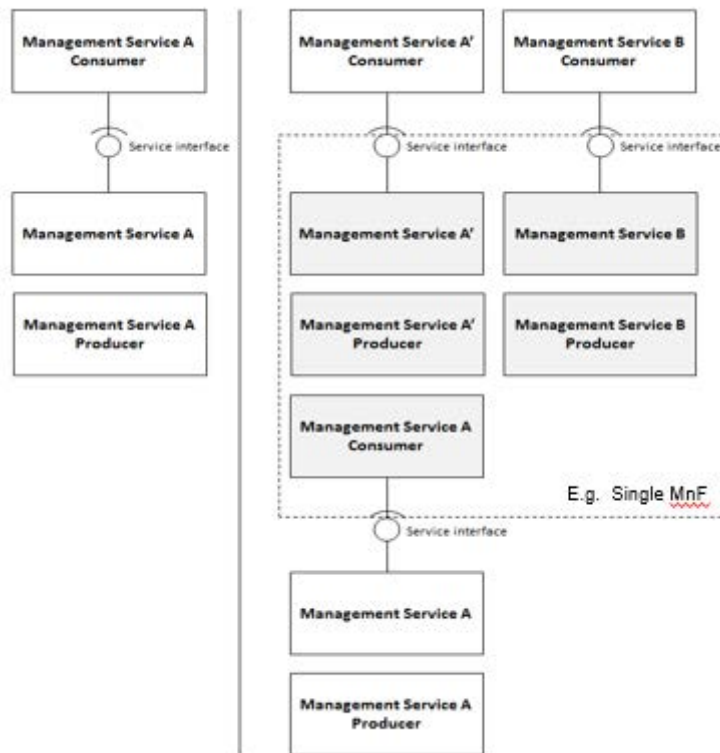 Management Service A
Consumer
Service interface
Management Service A
Management Service A
Producer
Management Service A'
Consumer
Management Service B
Consumer
Service interface
Service interface
Management Service A'
Management Service B
Management Service A'
Producer
Management Service B
Producer
Management Service A
Consumer
E.g. Single MnF
Service interface
Management Service A
Management Service A
Producer